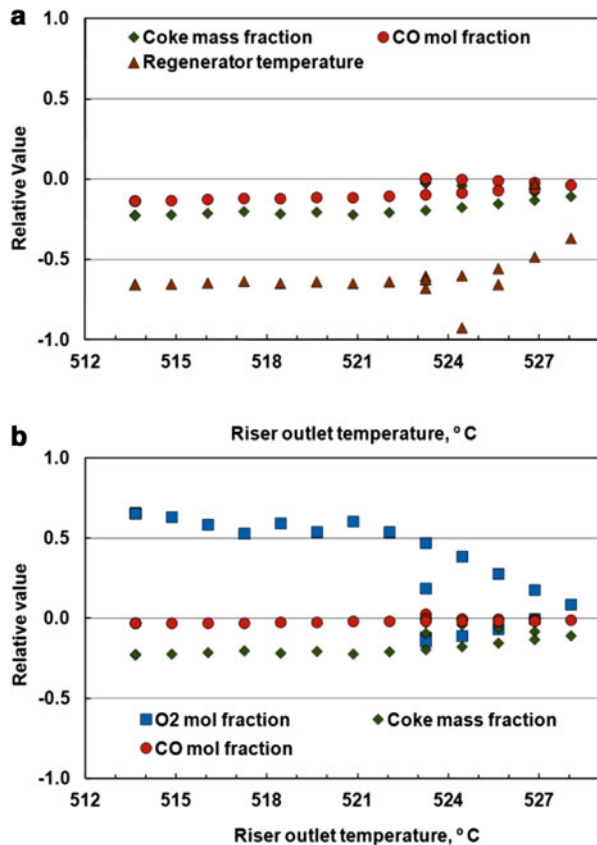 a
1.0
Coke mass fraction
CO mol fraction
Regenerator temperature
0.5
Relative Value
0.0
-0.5
-1.0
512 515 518 521 524 527
Riser outlet temperature, º C
b
1.0
0.5
Relative value
0.0
-0.5
O2 mol fraction
Coke mass fraction
CO mol fraction
-1.0
512 515 518 521 524 527
Riser outlet temperature, º C